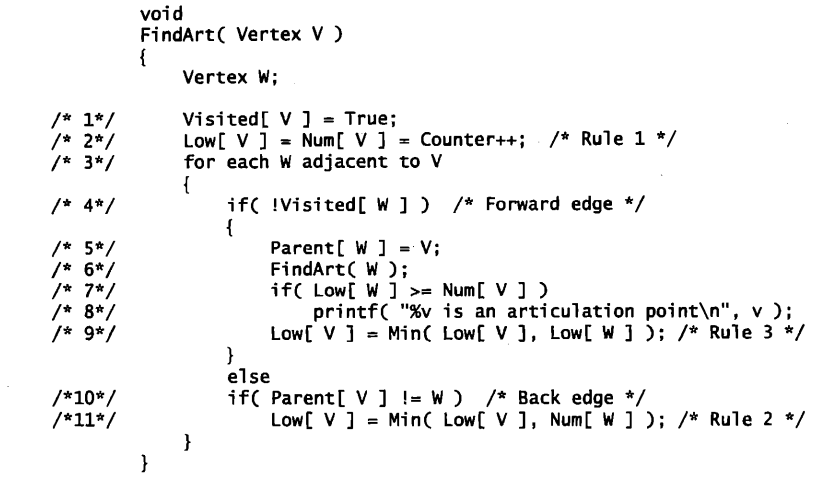 void
FindArt( Vertex V )
{
Vertex W;
/* 1*/ Visited[ V ] = True;
/* 2*/ Low[ V ] = Num[ V ] = Counter++; /* Rule 1 */
/* 3*/ for each W adjacent to V
{
/* 4*/ if( !Visited[ W ] ) /* Forward edge */
{
/* 5*/ Parent[ W ] = V;
/* 6*/ FindArt( W );
/* 7*/ if( Low[ W ] >= Num[ V ] )
/* 8*/ printf( "%v is an articulation point\n", v );
/* 9*/ Low[ V ] = Min( Low[ V ], Low[ W ] ); /* Rule 3 */
}
else
/*10*/ if( Parent[ V ] != W ) /* Back edge */
/*11*/ Low[ V ] = Min( Low[ V ], Num[ W ] ); /* Rule 2 */
}
}